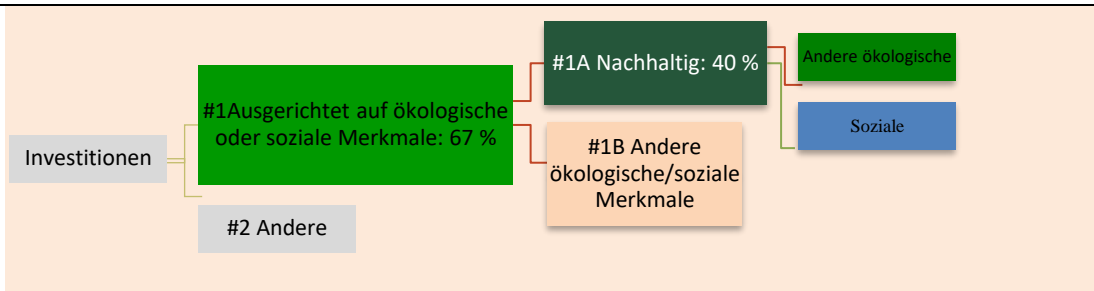 Investitionen
#1Ausgerichtet auf ökologische
oder soziale Merkmale: 67 %
#2 Andere
#1A Nachhaltig: 40 %
#1B Andere
ökologische/soziale
Merkmale
Andere ökologische
Soziale